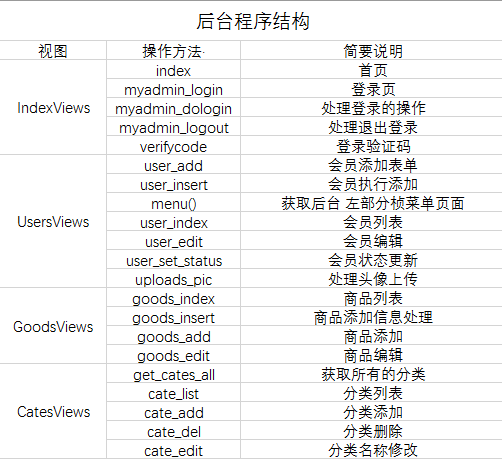 后台程序结构
视图 操作方法 简要说明
IndexViews index 首页
myadmin_login 登录页
myadmin_dologin 处理登录的操作
myadmin_logout 处理退出登录
verifycode 登录验证码
UsersViews user_add 会员添加表单
user_insert 会员执行添加
menu() 获取后台 左部分桢菜单页面
user_index 会员列表
user_edit 会员编辑
user_set_status 会员状态更新
uploads_pic 处理头像上传
GoodsViews goods_index 商品列表
goods_insert 商品添加信息处理
goods_add 商品添加
goods_edit 商品编辑
CatesViews get_cates_all 获取所有的分类
cate_list 分类列表
cate_add 分类添加
cate_del 分类删除
cate_edit 分类名称修改